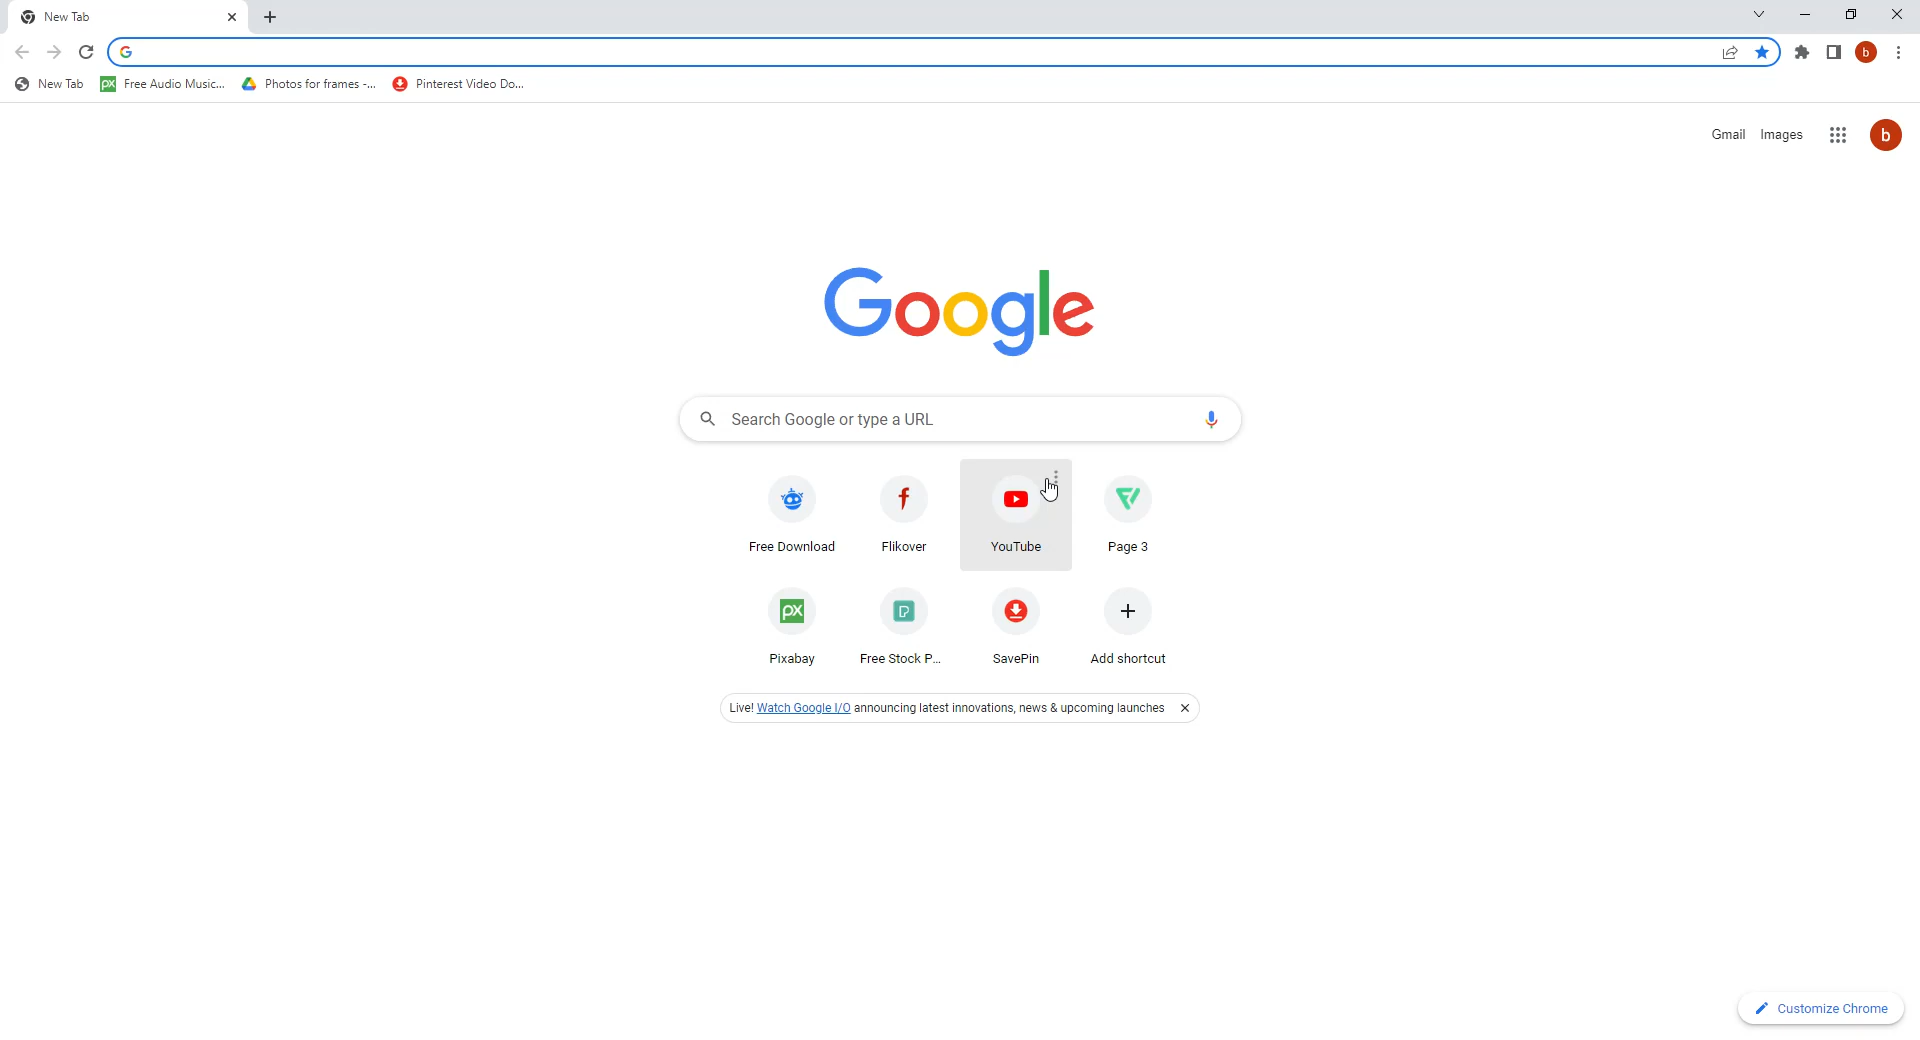 New Tab
New Tab Free Audio Music... Photos for frames -... Pinterest Video Do...
b
Gmail Images b
Google
Search Google or type a URL
Free Download Flikover YouTube Page 3
px
Pixabay Free Stock P... SavePin Add shortcut
Live! Watch Google I/O announcing latest innovations, news & upcoming launches
Customize Chrome